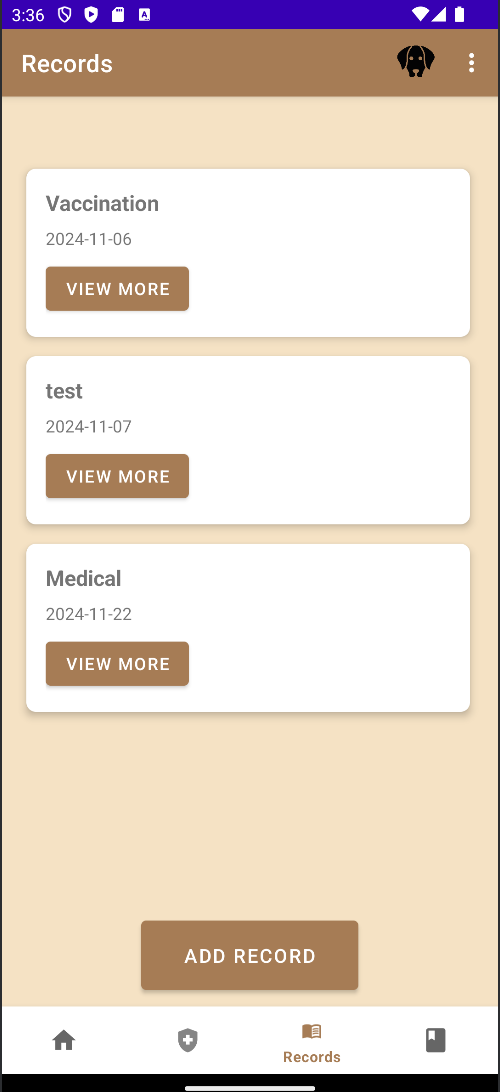 3:36
A
Records
Vaccination
2024-11-06
VIEW MORE
test
2024-11-07
VIEW MORE
Medical
2024-11-22
VIEW MORE
ADD RECORD
Records